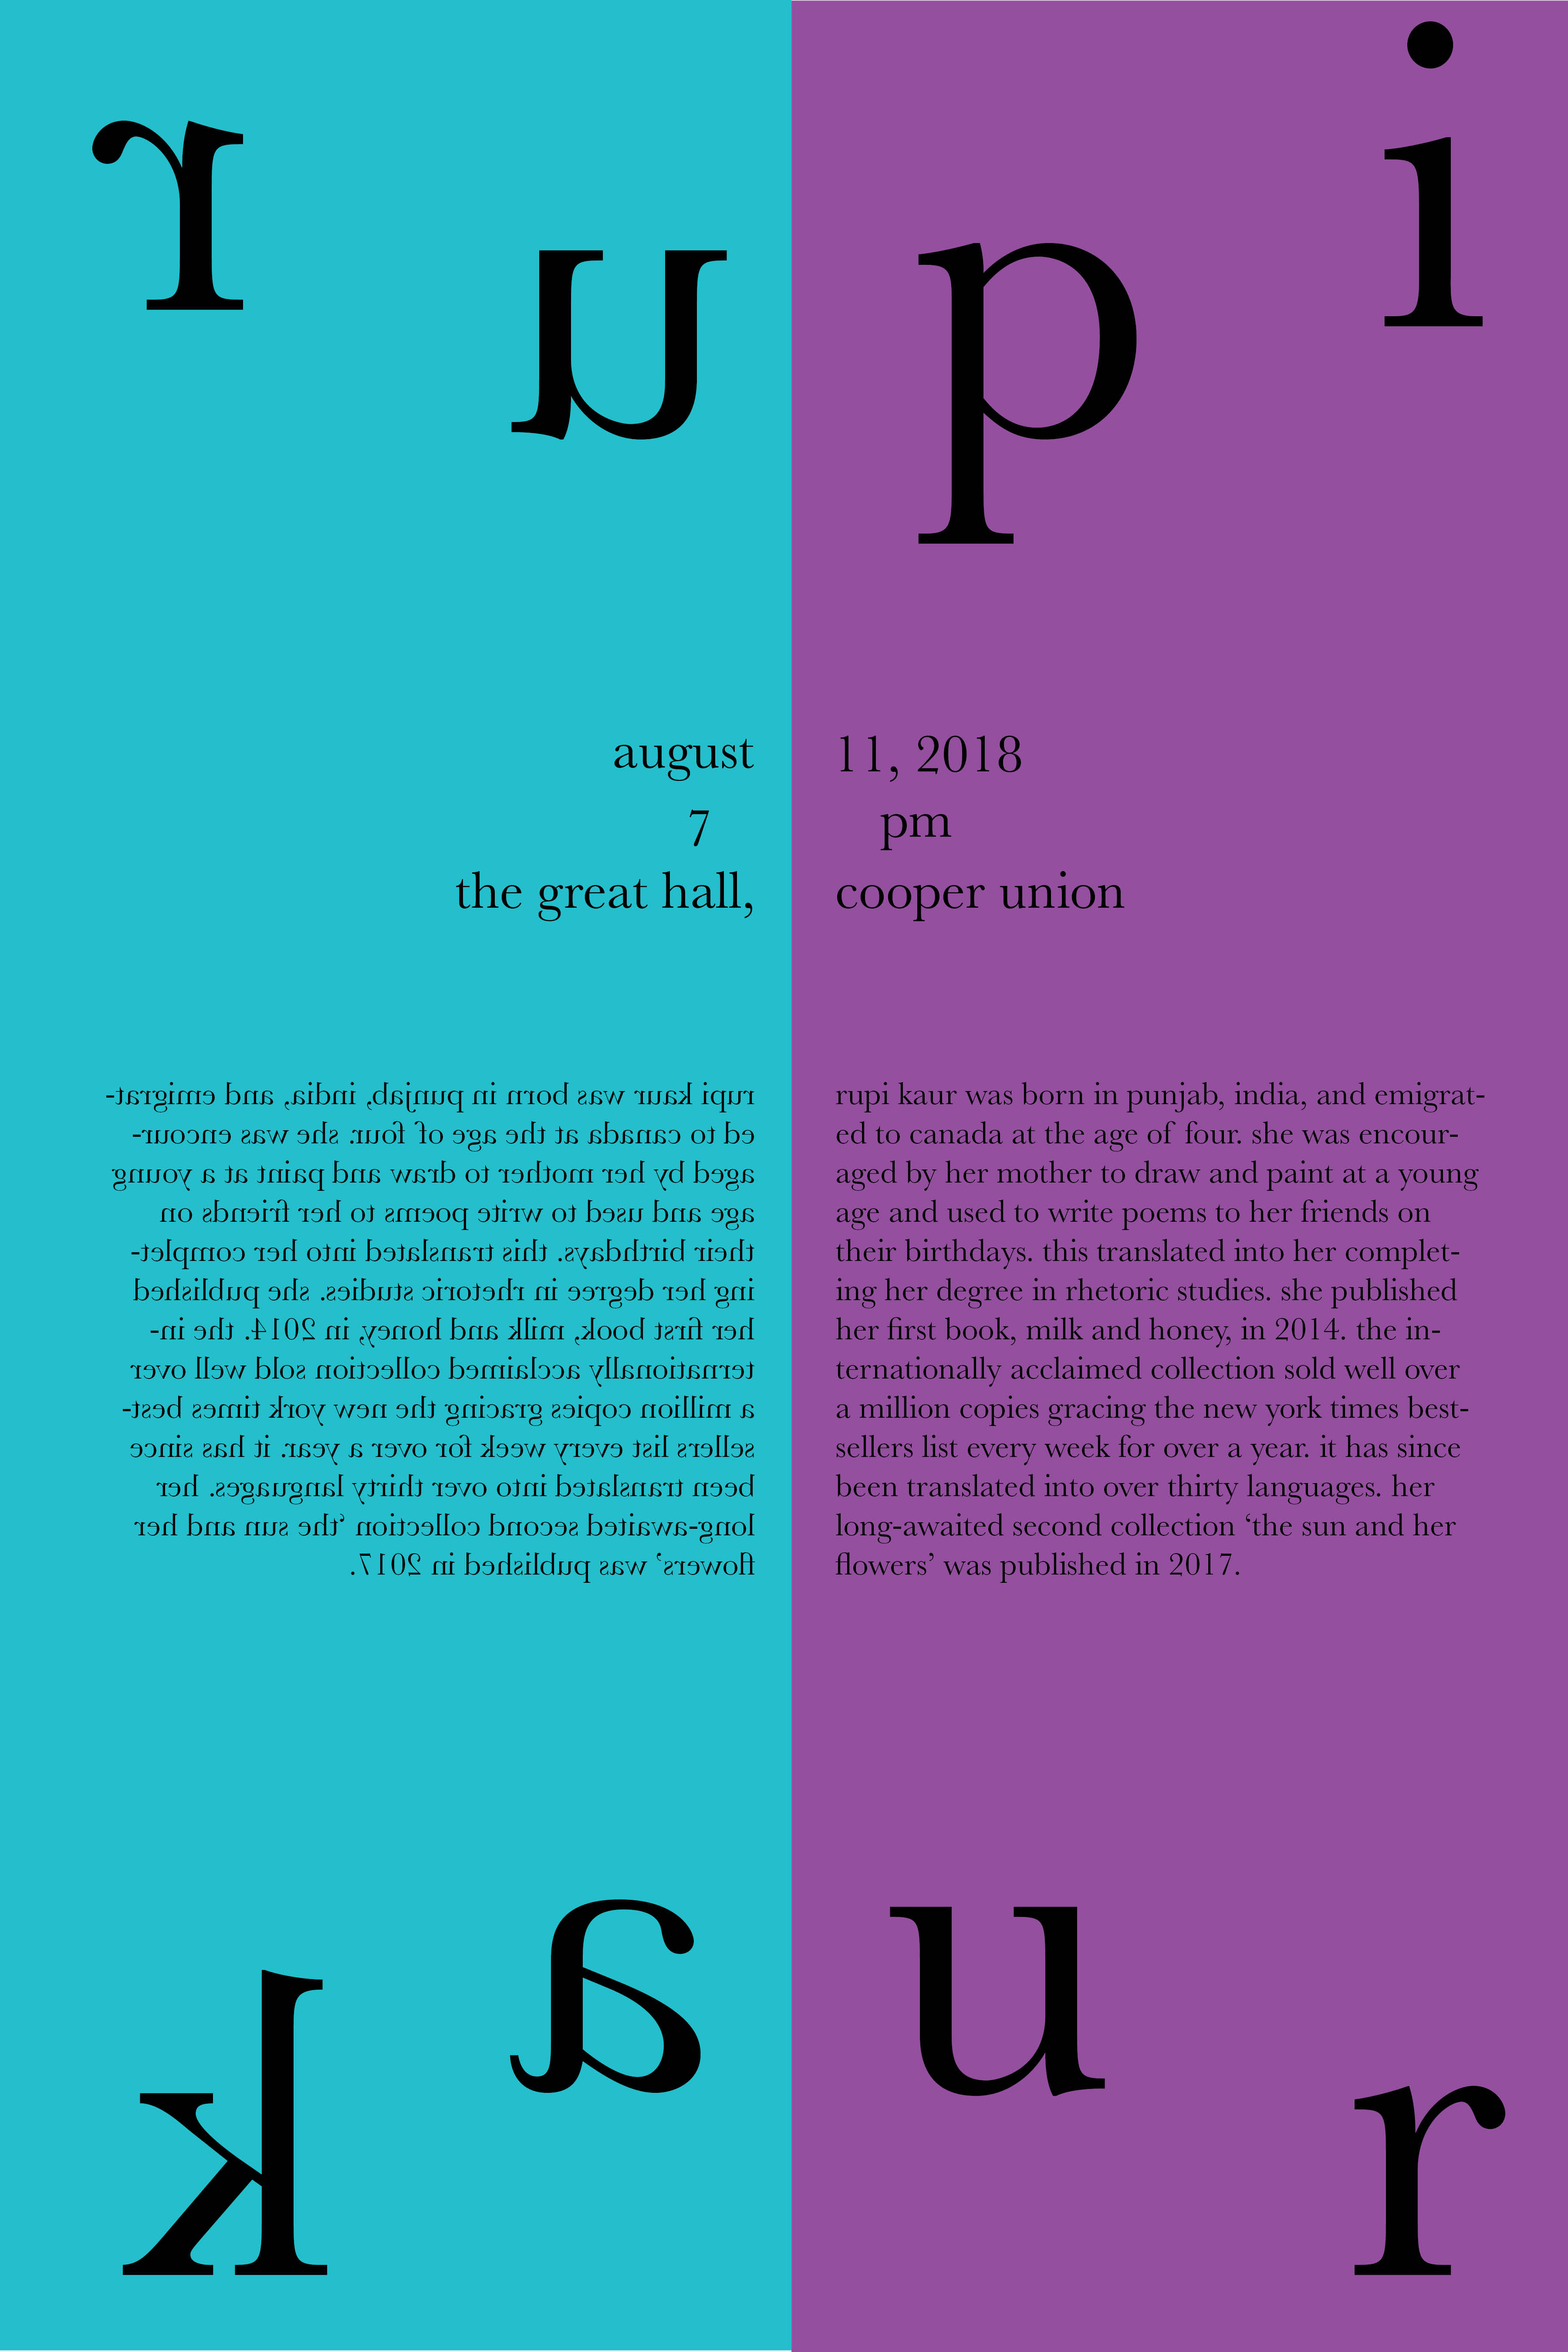 rupi
august 11, 2018
7 pm
the great hall, cooper union
rupi kaur was born in punjab, india, and emigrat-
ed to canada at the age of four. she was encour-
aged by her mother to draw and paint at a young
age and used to write poems to her friends on
their birthdays. this translated into her complet-
ing her degree in rhetoric studies. she published
her first book, milk and honey, in 2014. the in-
ternationally acclaimed collection sold well over
a million copies gracing the new york times best-
sellers list every week for over a year. it has since
been translated into over thirty languages. her
long-awaited second collection ‘the sun and her
flowers’ was published in 2017.
rupi kaur was born in punjab, india, and emigrat-
ed to canada at the age of four. she was encour-
aged by her mother to draw and paint at a young
age and used to write poems to her friends on
their birthdays. this translated into her complet-
ing her degree in rhetoric studies. she published
her first book, milk and honey, in 2014. the in-
ternationally acclaimed collection sold well over
a million copies gracing the new york times best-
sellers list every week for over a year. it has since
been translated into over thirty languages. her
long-awaited second collection ‘the sun and her
flowers’ was published in 2017.
kaur